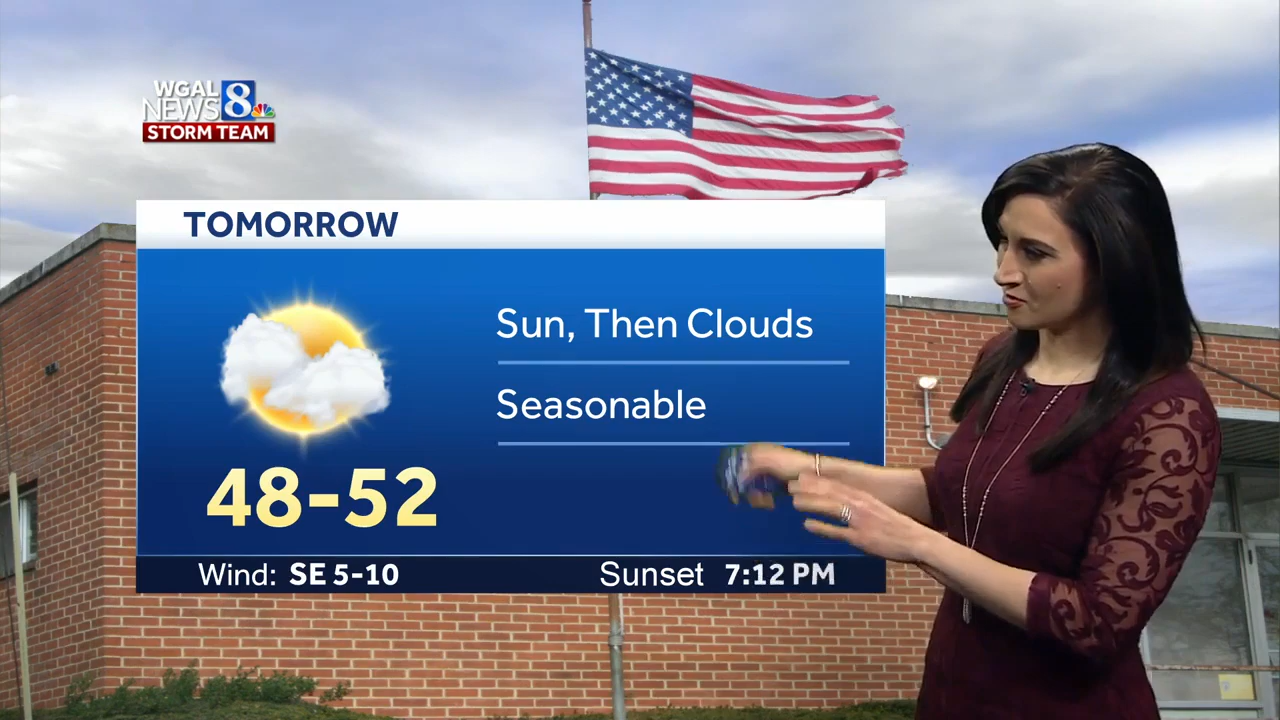 WGAL
NEWS 8
STORM TEAM
TOMORROW
Sun, Then Clouds
Seasonable
48-52
Wind: SE 5-10
Sunset 7:12 PM